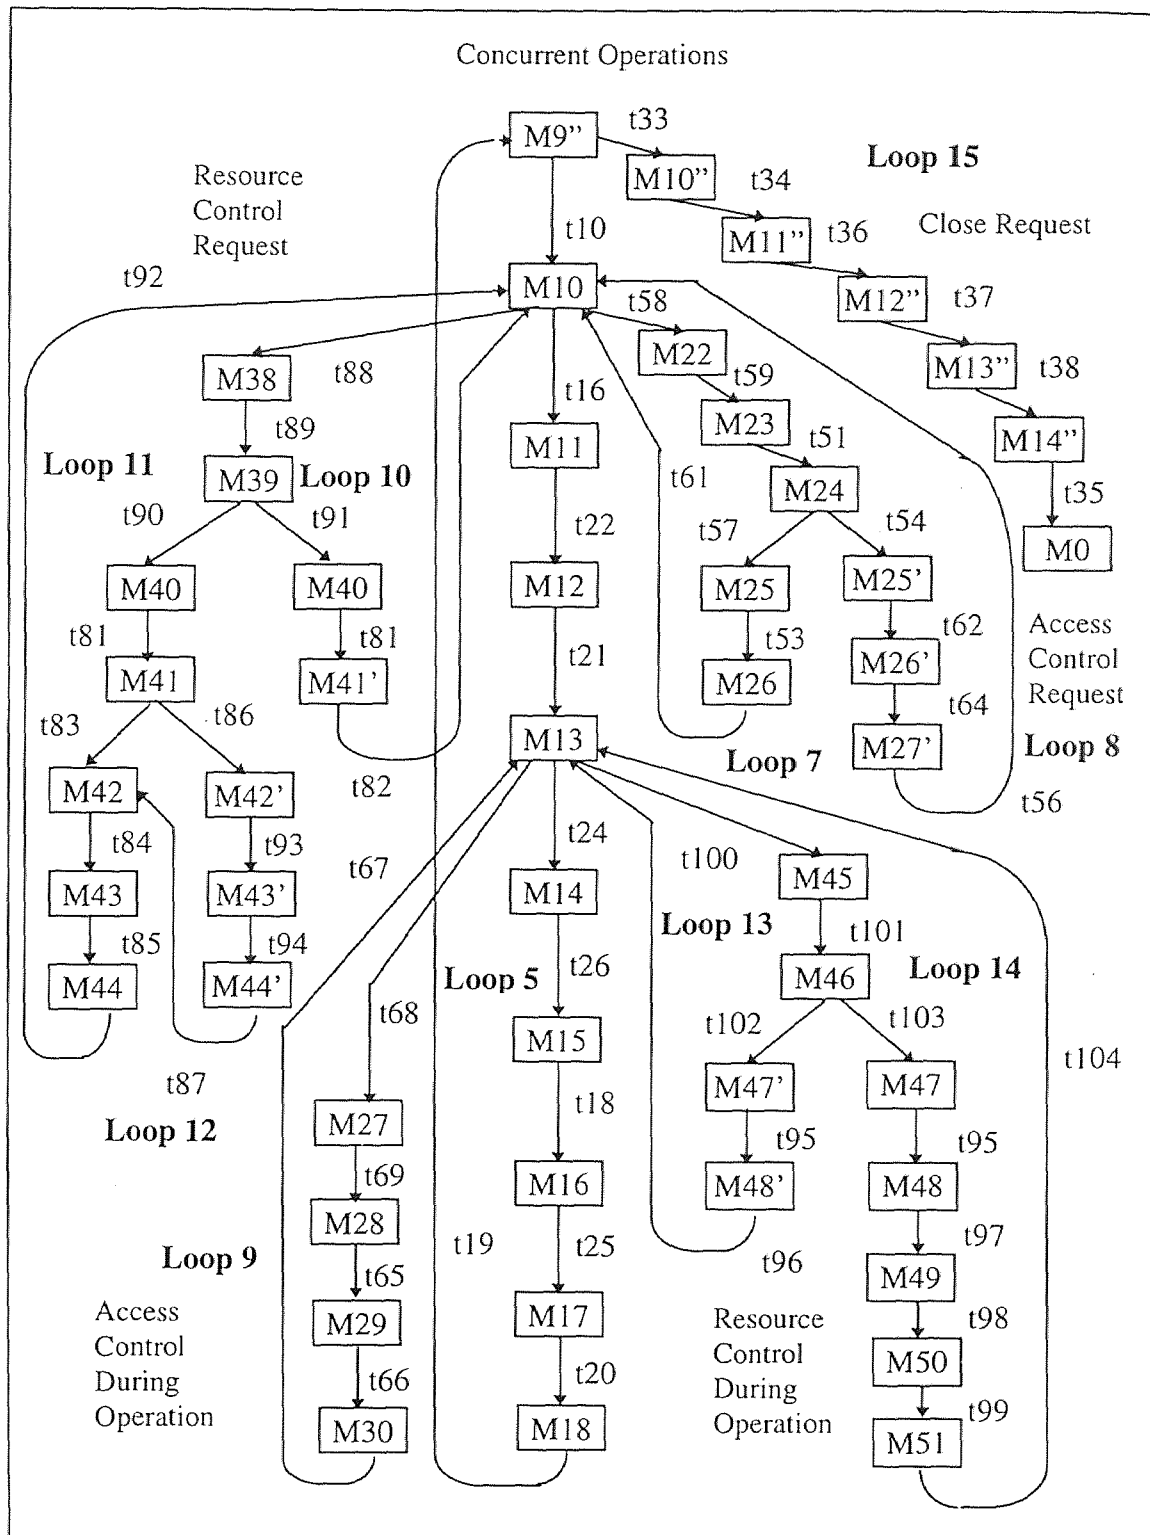 Concurrent Operations
M9”
t33
Loop 15
Resource
Control
Request
M10”
t34
t10
M11”
t36
Close Request
t92
M10
t58
M12”
t37
M22
M13”
t38
M38
t88
t16
t59
M23
M14”
t89
M11
t51
Loop 11
M39
Loop 10
t61
M24
t35
t90
t91
t22
t57
t54
M0
M40
M40
M12
M25
M25'
t81
t81
t21
t53
t62
Access
Control
Request
M41
M41'
M26
M26'
t64
t83
t86
M13
Loop 7
M27'
Loop 8
M42
M42'
t82
t56
t84
t93
t67
t24
t100
M45
M43
M43'
M14
Loop 13
t101
t85
t94
t26
M46
Loop 14
M44
M44'
Loop 5
t68
t102
t103
M15
t104
t87
t18
M47'
M47
Loop 12
M27
t95
t95
t69
M16
M48'
M48
M28
t19
t25
t97
Loop 9
t65
t96
M49
Access
Control
During
Operation
M29
M17
Resource
Control
During
Operation
t98
t66
t20
M50
t99
M30
M18
M51